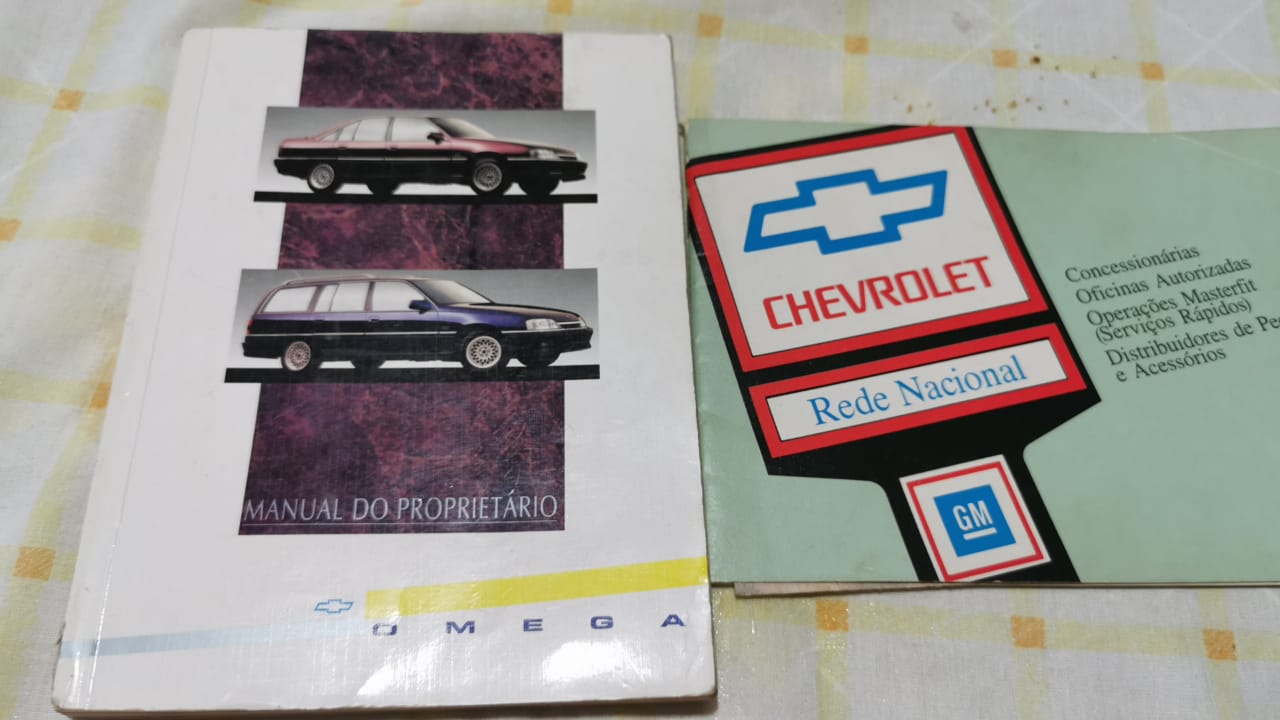 MANUAL DO PROPRIETÁRIO
OMEGA
CHEVROLET
Rede Nacional
GM
Concessionárias
Oficinas Autorizadas
Operações Masterfit
(Serviços Rápidos)
Distribuidores de
e Acessórios